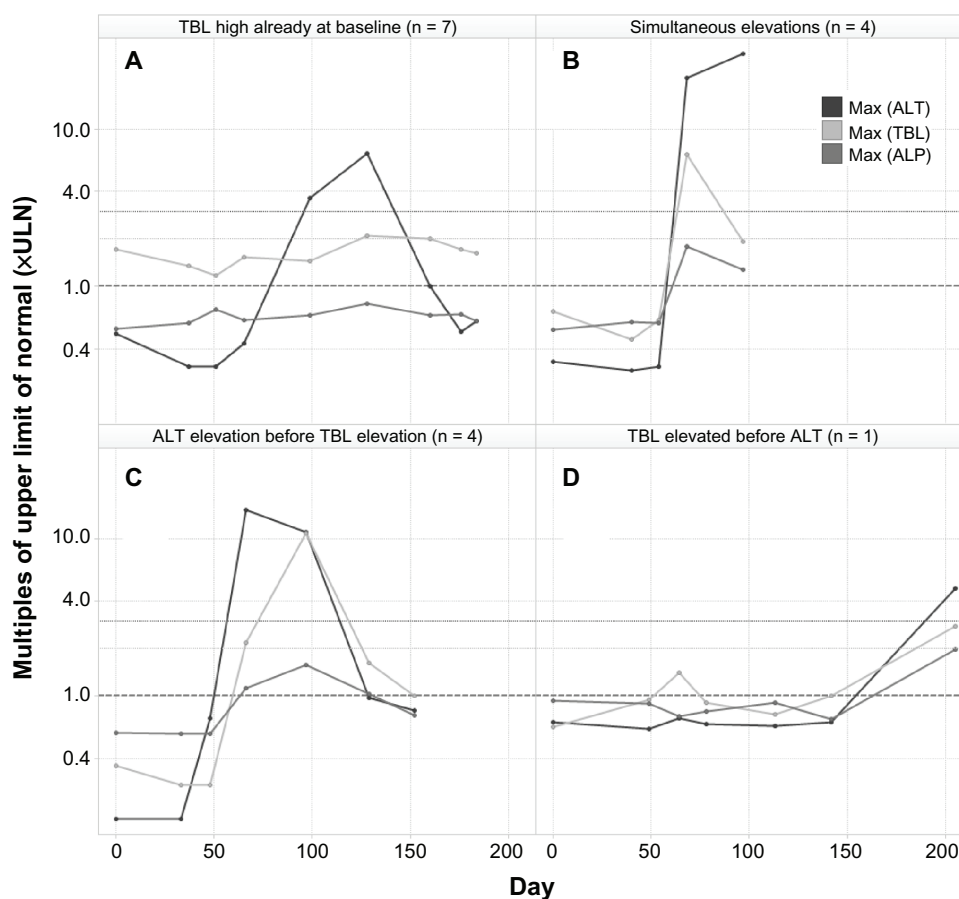 TBL high already at baseline (n = 7)
Simultaneous elevations (n = 4)
A
B
Max (ALT)
Max (TBL)
Max (ALP)
10.0
4.0
1.0
0.4
Multiples of upper limit of normal (×ULN)
ALT elevation before TBL elevation (n = 4)
TBL elevated before ALT (n = 1)
C
D
10.0
4.0
1.0
0.4
0 50 100 150 200
0 50 100 150 200
Day